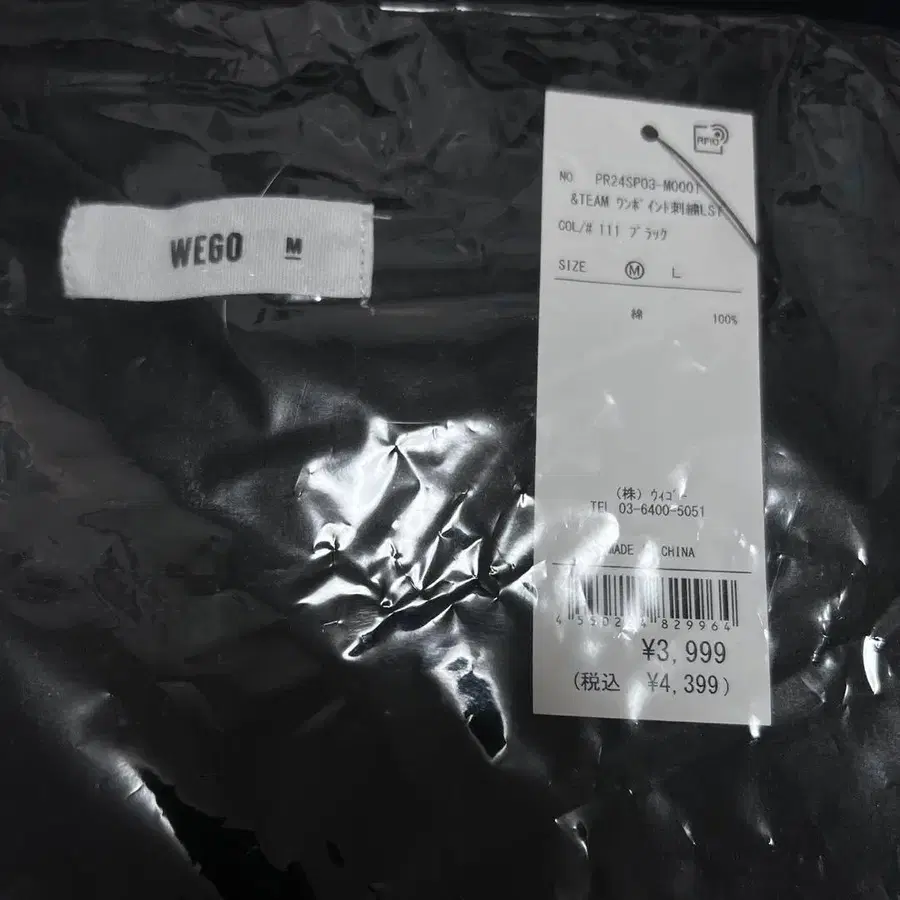 WEGO M
RFID
NO PR24SP03-M0001
&TEAM ワンポイント刺繍LST
COL/# 111 ブラック
SIZE Ⓜ L
綿 100%
(株) ウィゴー
TEL 03-6400-5051
MADE CHINA
829964
¥3,999
(税込 ¥4,399)